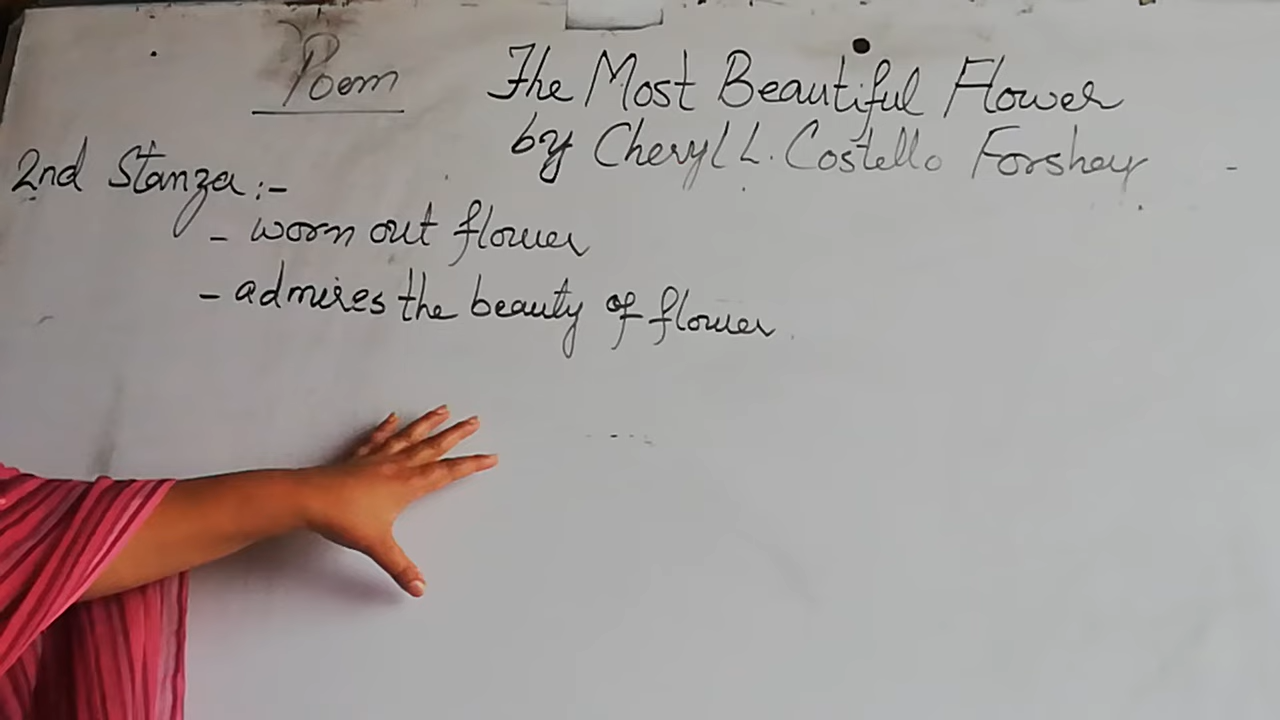 Poem
The Most Beautiful Flower
by Cheryl L. Costello Forshey
2nd Stanza :-
- worn out flower
- admires the beauty of flower